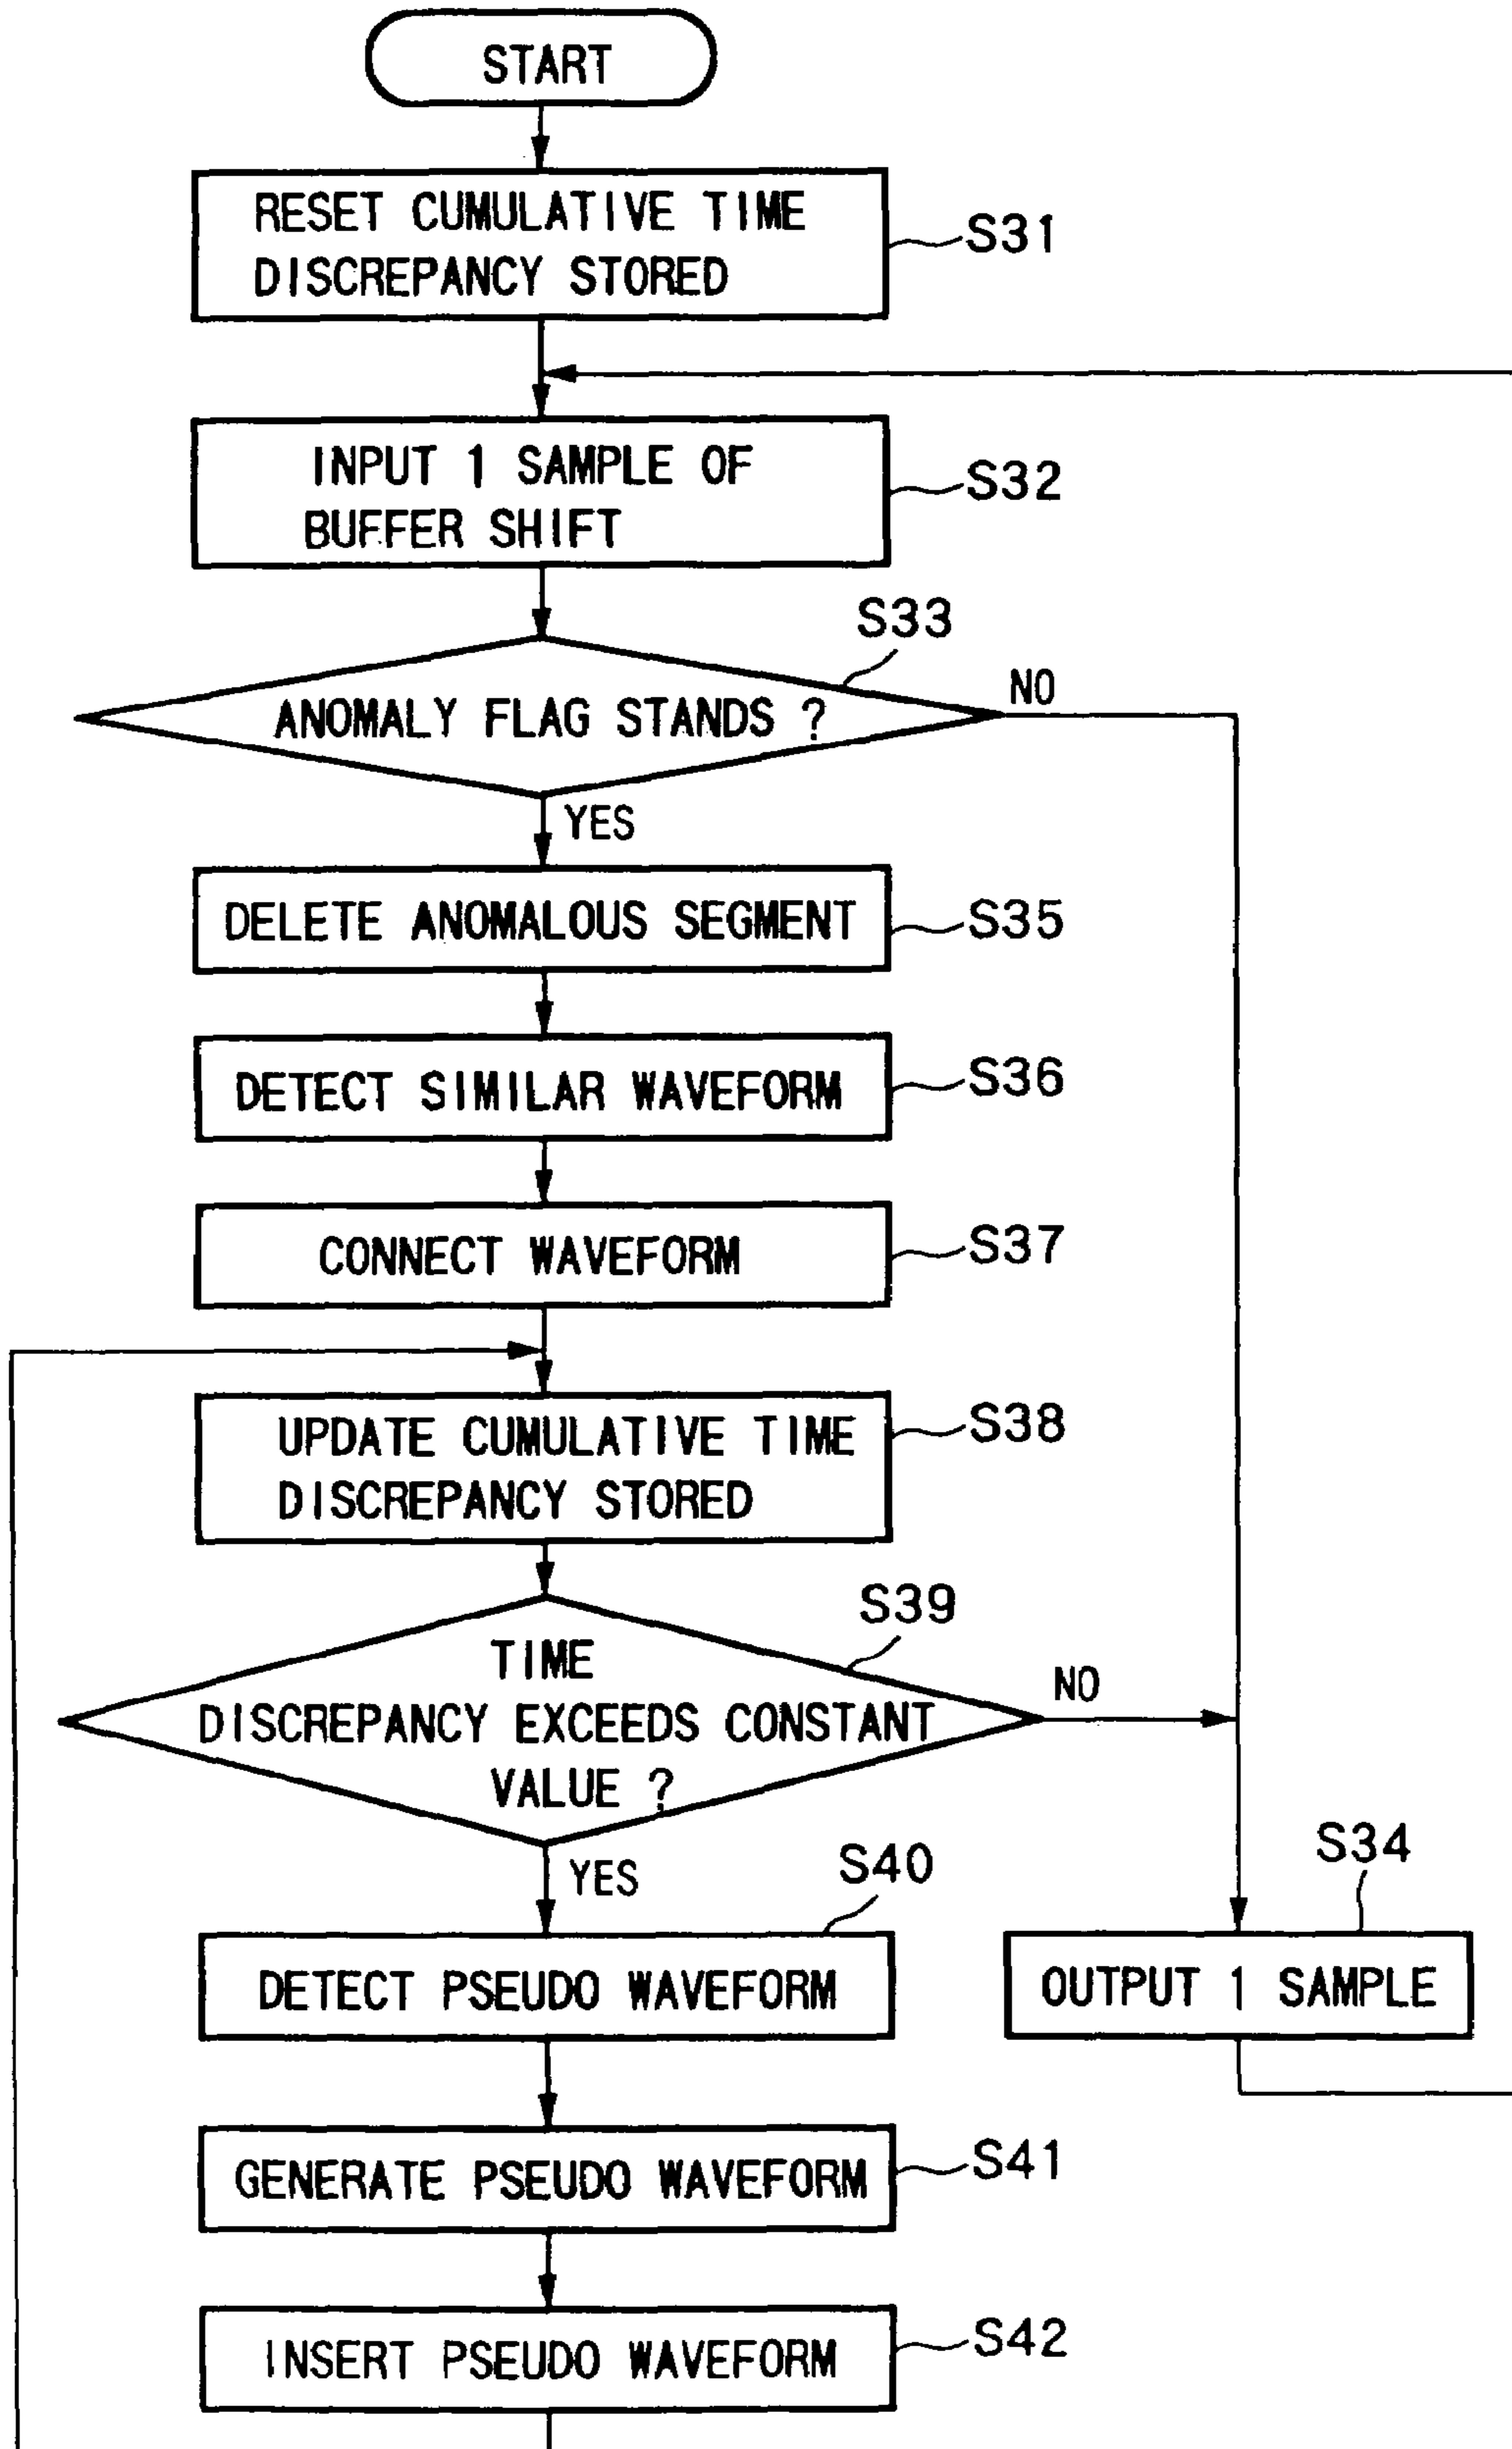 START
RESET CUMULATIVE TIME
DISCREPANCY STORED
S31
INPUT 1 SAMPLE OF
BUFFER SHIFT
S32
S33
ANOMALY FLAG STANDS ?
NO
YES
DELETE ANOMALOUS SEGMENT
S35
DETECT SIMILAR WAVEFORM
S36
CONNECT WAVEFORM
S37
UPDATE CUMULATIVE TIME
DISCREPANCY STORED
S38
S39
TIME
DISCREPANCY EXCEEDS CONSTANT
VALUE ?
NO
YES
S40
DETECT PSEUDO WAVEFORM
S34
OUTPUT 1 SAMPLE
GENERATE PSEUDO WAVEFORM
S41
INSERT PSEUDO WAVEFORM
S42